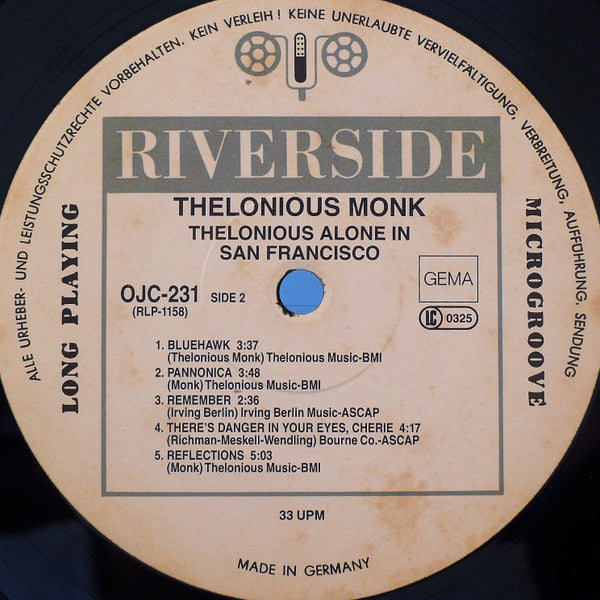 ALLE URHEBER- UND LEISTUNGSSCHUTZRECHTE VORBEHALTEN. KEIN VERLEIH! KEINE UNERLAUBTE VERVIELFÄLTIGUNG, VERBREITUNG, AUFFÜHRUNG, SENDUNG
RIVERSIDE
LONG PLAYING
MICROGROOVE
THELONIOUS MONK
THELONIOUS ALONE IN
SAN FRANCISCO
OJC-231 SIDE 2
(RLP-1158)
GEMA
LC 0325
1. BLUEHAWK 3:37
(Thelonious Monk) Thelonious Music-BMI
2. PANNONICA 3:48
(Monk) Thelonious Music-BMI
3. REMEMBER 2:36
(Irving Berlin) Irving Berlin Music-ASCAP
4. THERE'S DANGER IN YOUR EYES, CHERIE 4:17
(Richman-Meskell-Wendling) Bourne Co.-ASCAP
5. REFLECTIONS 5:03
(Monk) Thelonious Music-BMI
33 UPM
MADE IN GERMANY